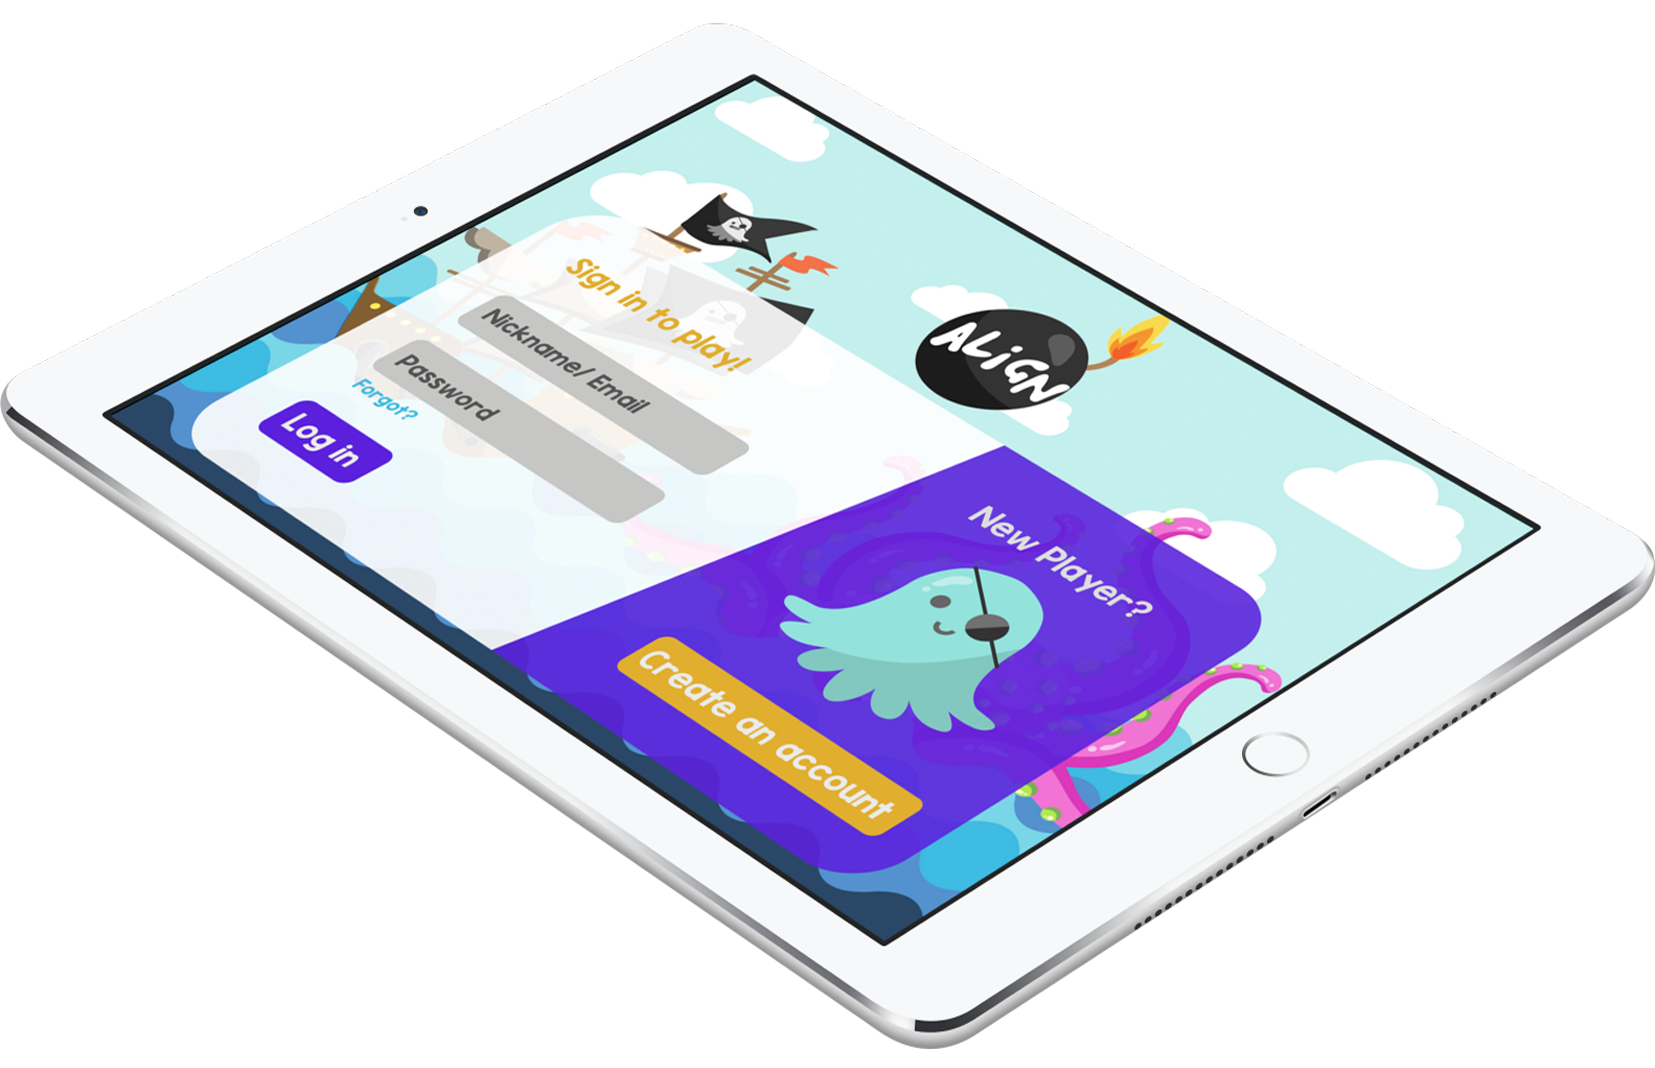 ALiGN
Sign in to play!
Nickname/ Email
Password
Forgot?
Log in
New Player?
Create an account